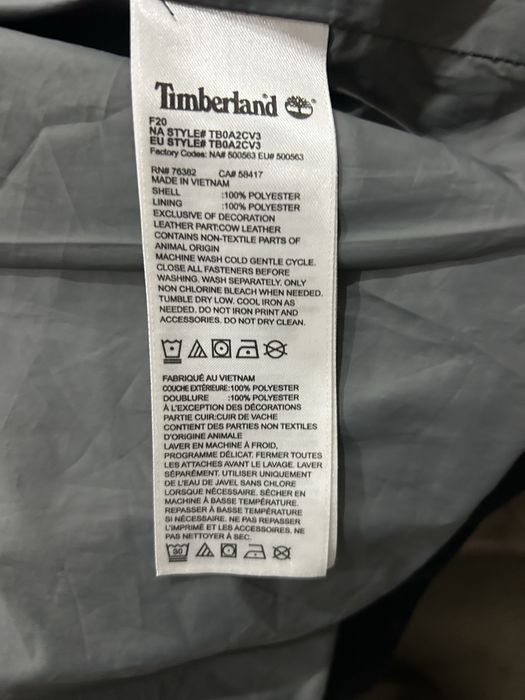 Timberland
F20
NA STYLE# TB0A2CV3
EU STYLE# TB0A2CV3
Factory Codes: NA# 500563 EU# 500563
RN# 76382 CA# 58417
MADE IN VIETNAM
SHELL :100% POLYESTER
LINING :100% POLYESTER
EXCLUSIVE OF DECORATION
LEATHER PART:COW LEATHER
CONTAINS NON-TEXTILE PARTS OF
ANIMAL ORIGIN
MACHINE WASH COLD GENTLE CYCLE.
CLOSE ALL FASTENERS BEFORE
WASHING. WASH SEPARATELY. ONLY
NON CHLORINE BLEACH WHEN NEEDED.
TUMBLE DRY LOW. COOL IRON AS
NEEDED. DO NOT IRON PRINT AND
ACCESSORIES. DO NOT DRY CLEAN.
FABRIQUÉ AU VIETNAM
COUCHE EXTÉRIEURE:100% POLYESTER
DOUBLURE :100% POLYESTER
À L'EXCEPTION DES DÉCORATIONS
PARTIE CUIR:CUIR DE VACHE
CONTIENT DES PARTIES NON TEXTILES
D'ORIGINE ANIMALE
LAVER EN MACHINE À FROID,
PROGRAMME DÉLICAT. FERMER TOUTES
LES ATTACHES AVANT LE LAVAGE. LAVER
SÉPARÉMENT. UTILISER UNIQUEMENT
DE L'EAU DE JAVEL SANS CHLORE
LORSQUE NÉCESSAIRE. SÉCHER EN
MACHINE À BASSE TEMPÉRATURE.
REPASSER À BASSE TEMPÉRATURE
SI NÉCESSAIRE. NE PAS REPASSER
L'IMPRIMÉ ET LES ACCESSOIRES. NE
PAS NETTOYER À SEC.
30